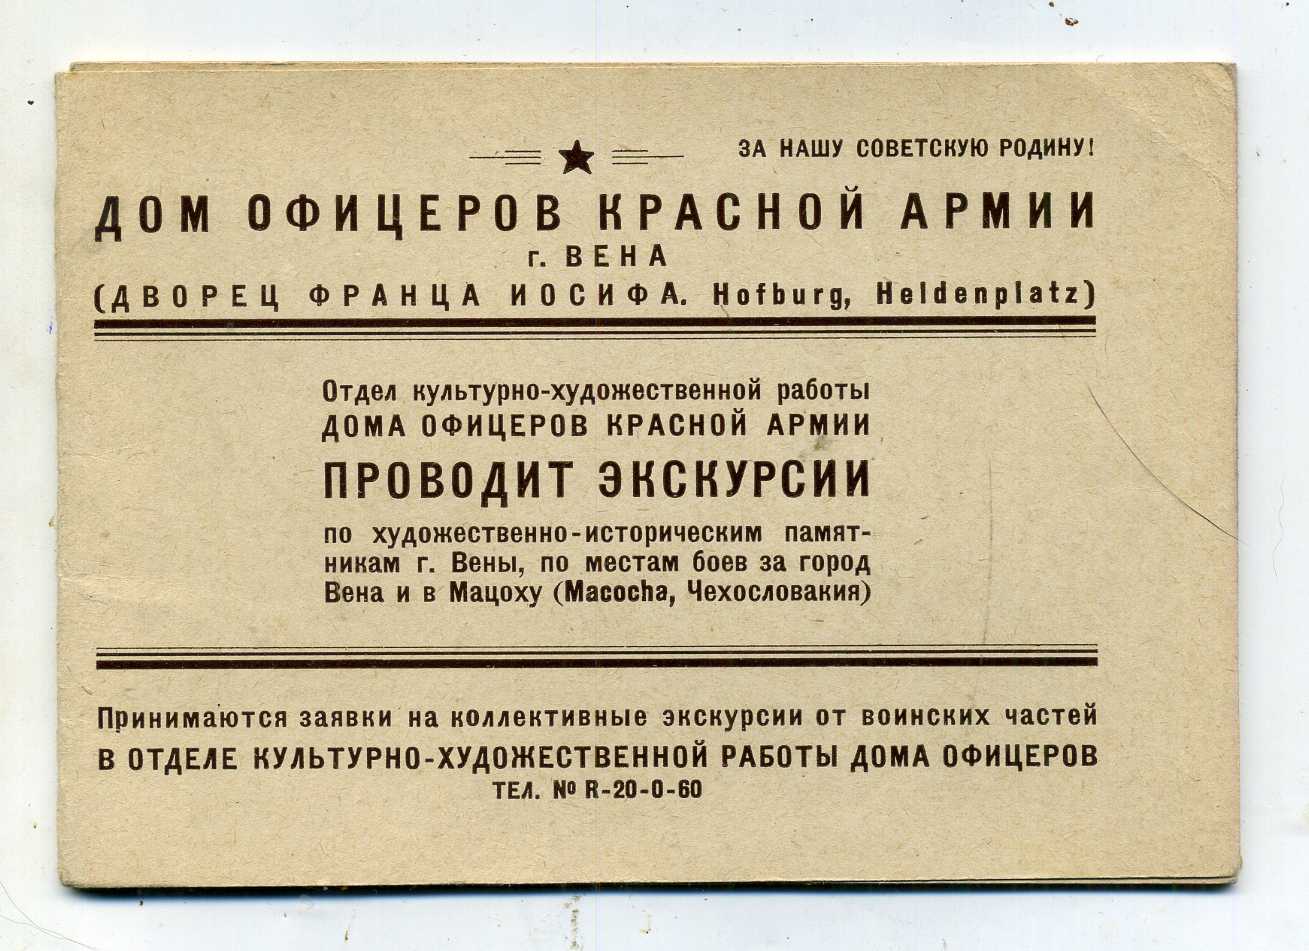 ЗА НАШУ СОВЕТСКУЮ РОДИНУ!
ДОМ ОФИЦЕРОВ КРАСНОЙ АРМИИ
г. ВЕНА
(ДВОРЕЦ ФРАНЦА ИОСИФА. Hofburg, Heldenplatz)
Отдел культурно-художественной работы
ДОМА ОФИЦЕРОВ КРАСНОЙ АРМИИ
ПРОВОДИТ ЭКСКУРСИИ
по художественно-историческим памят-
никам г. Вены, по местам боев за город
Вена и в Мацоху (Macocha, Чехословакия)
Принимаются заявки на коллективные экскурсии от воинских частей
В ОТДЕЛЕ КУЛЬТУРНО-ХУДОЖЕСТВЕННОЙ РАБОТЫ ДОМА ОФИЦЕРОВ
ТЕЛ. № R-20-0-60